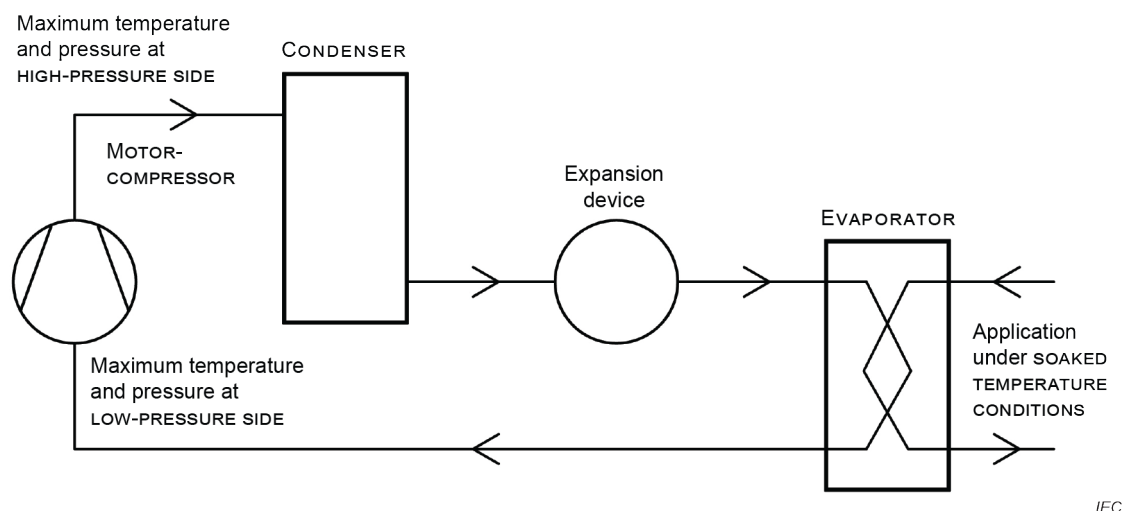 Maximum temperature
and pressure at
HIGH-PRESSURE SIDE
CONDENSER
MOTOR-
COMPRESSOR
Expansion
device
EVAPORATOR
Application
under SOAKED
TEMPERATURE
CONDITIONS
Maximum temperature
and pressure at
LOW-PRESSURE SIDE
IEC